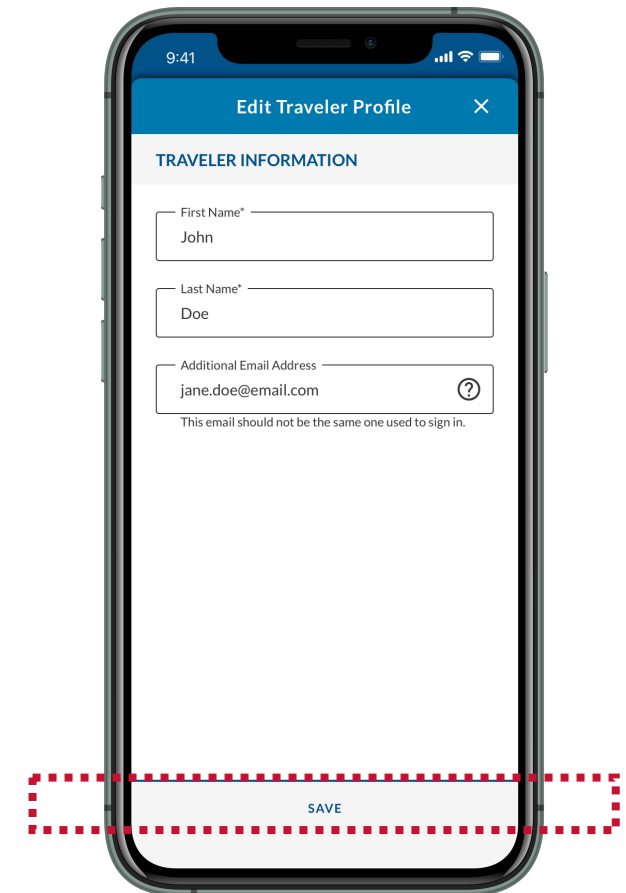 9:41
Edit Traveler Profile
TRAVELER INFORMATION
First Name*
John
Last Name*
Doe
Additional Email Address
jane.doe@email.com
?
This email should not be the same one used to sign in.
SAVE